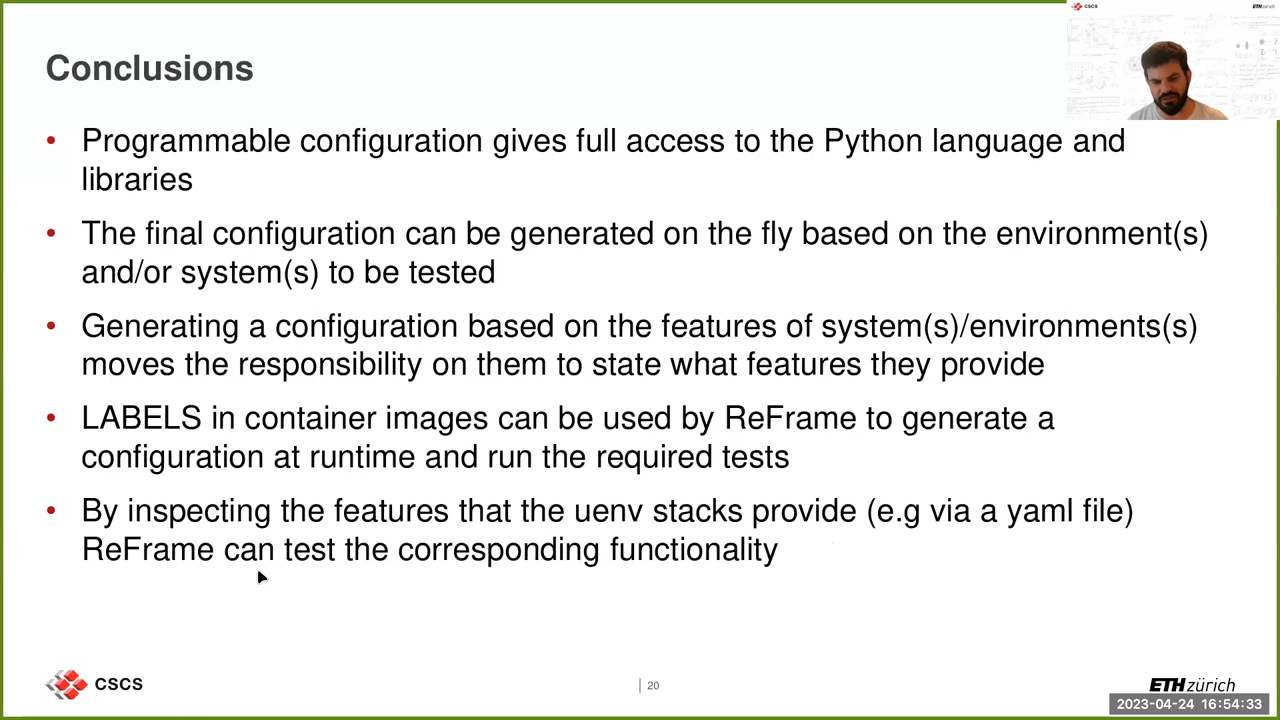 CSCS
ETHzürich
Conclusions
• Programmable configuration gives full access to the Python language and
libraries
• The final configuration can be generated on the fly based on the environment(s)
and/or system(s) to be tested
• Generating a configuration based on the features of system(s)/environments(s)
moves the responsibility on them to state what features they provide
• LABELS in container images can be used by ReFrame to generate a
configuration at runtime and run the required tests
• By inspecting the features that the uenv stacks provide (e.g via a yaml file)
ReFrame can test the corresponding functionality
CSCS
20
ETHzürich
2023-04-24 16:54:33